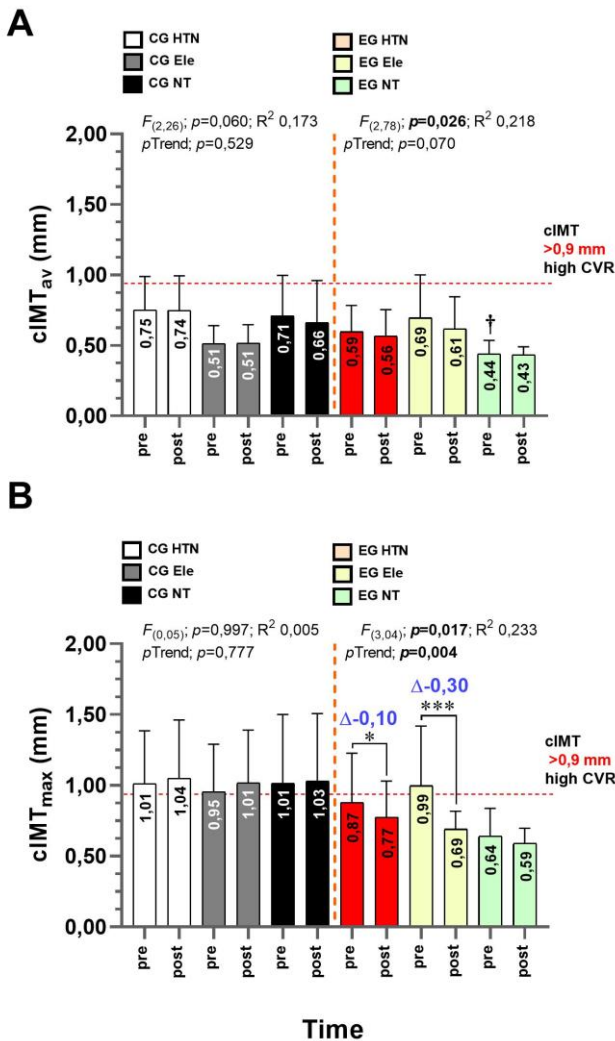 A
CG HTN
CG Ele
CG NT
EG HTN
EG Ele
EG NT
F(2,26); p=0,060; R² 0,173
pTrend; p=0,529
F(2,78); p=0,026; R² 0,218
pTrend; p=0,070
cIMTav (mm)
2,00
1,50
1,00
0,50
0,00
0,75
0,74
0,51
0,51
0,71
0,66
0,59
0,56
0,69
0,61
†
0,44
0,43
cIMT
>0,9 mm
high CVR
pre post pre post pre post pre post pre post pre post
B
CG HTN
CG Ele
CG NT
EG HTN
EG Ele
EG NT
F(0,05); p=0,997; R² 0,005
pTrend; p=0,777
F(3,04); p=0,017; R² 0,233
pTrend; p=0,004
cIMTmax (mm)
2,00
1,50
1,00
0,50
0,00
Δ-0,10
*
Δ-0,30
***
1,01
1,04
0,95
1,01
1,01
1,03
0,87
0,77
0,99
0,69
0,64
0,59
cIMT
>0,9 mm
high CVR
pre post pre post pre post pre post pre post pre post
Time